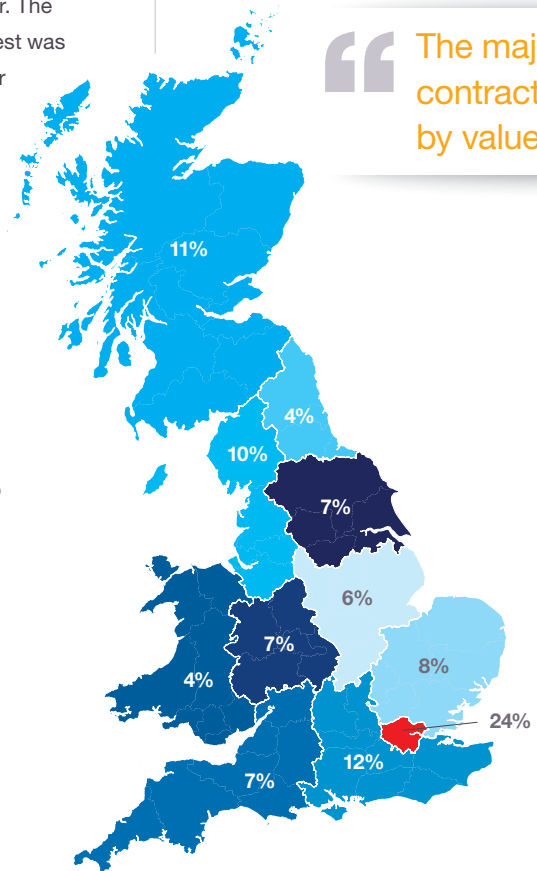 r. The
est was
r
“
The maj
contract
by value
11%
4%
10%
7%
6%
7%
8%
4%
24%
12%
7%